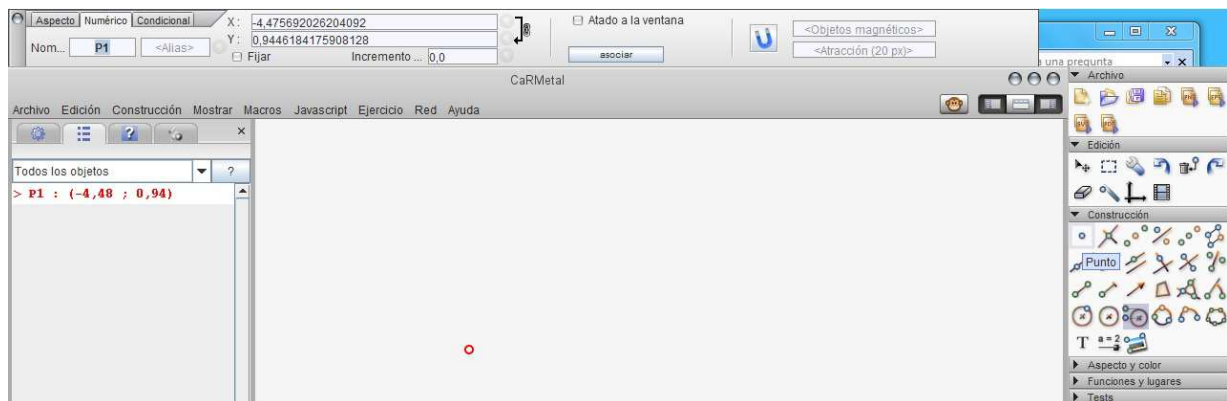 Aspecto Numérico Condicional
X: -4,475692026204092
Y: 0,9446184175908128
Nom... P1 <Alias>
Fijar Incremento ... 0,0
Atado a la ventana
asociar
<Objetos magnéticos>
<Atracción (20 px)>
una pregunta
CaRMetal
Archivo Edición Construcción Mostrar Macros Javascript Ejercicio Red Ayuda
Todos los objetos ?
> P1 : (-4,48 ; 0,94)
Archivo
Edición
Construcción
Punto
T a=2
Aspecto y color
Funciones y lugares
Tests